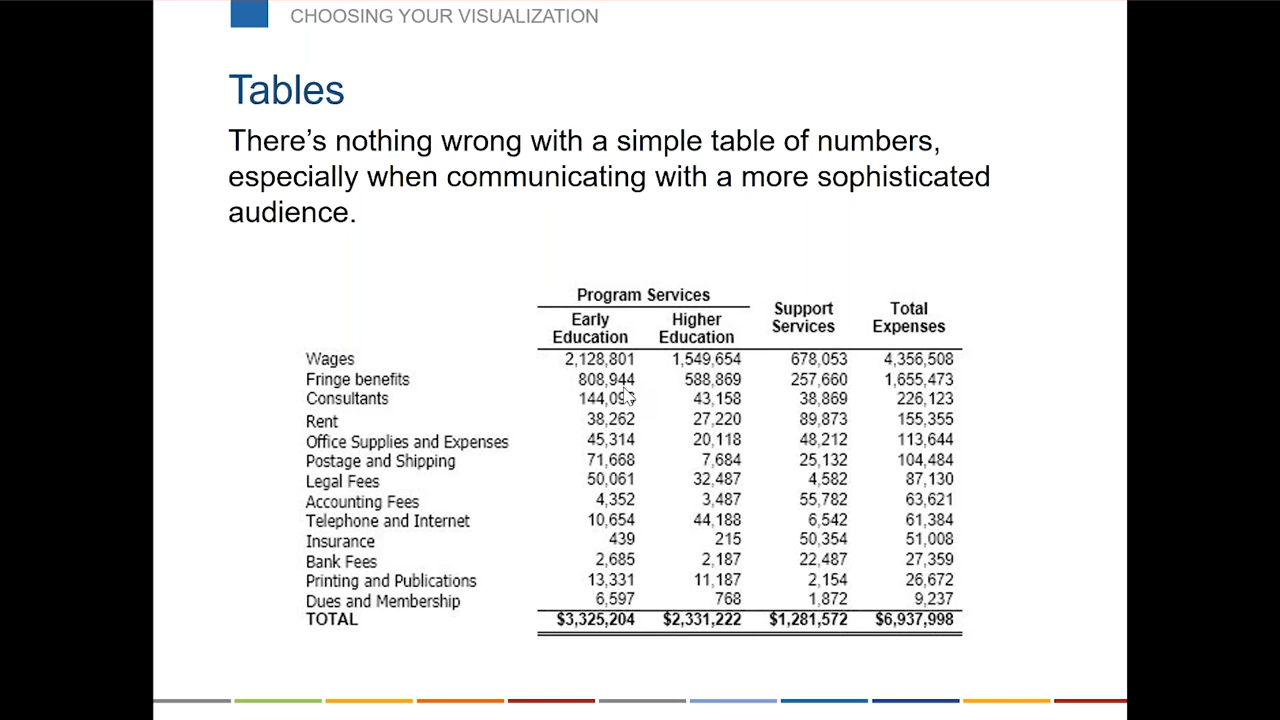 CHOOSING YOUR VISUALIZATION
Tables
There's nothing wrong with a simple table of numbers,
especially when communicating with a more sophisticated
audience.
Program Services
Early Education Higher Education Support Services Total Expenses
Wages 2,128,801 1,549,654 678,053 4,356,508
Fringe benefits 808,944 588,869 257,660 1,655,473
Consultants 43,158 38,869 226,123
Rent 38,262 27,220 89,873 155,355
Office Supplies and Expenses 45,314 20,118 48,212 113,644
Postage and Shipping 71,668 7,684 25,132 104,484
Legal Fees 50,061 32,487 4,582 87,130
Accounting Fees 4,352 3,487 55,782 63,621
Telephone and Internet 10,654 44,188 6,542 61,384
Insurance 439 215 50,354 51,008
Bank Fees 2,685 2,187 22,487 27,359
Printing and Publications 13,331 11,187 2,154 26,672
Dues and Membership 6,597 768 1,872 9,237
TOTAL $3,325,204 $2,331,222 $1,281,572 $6,937,998